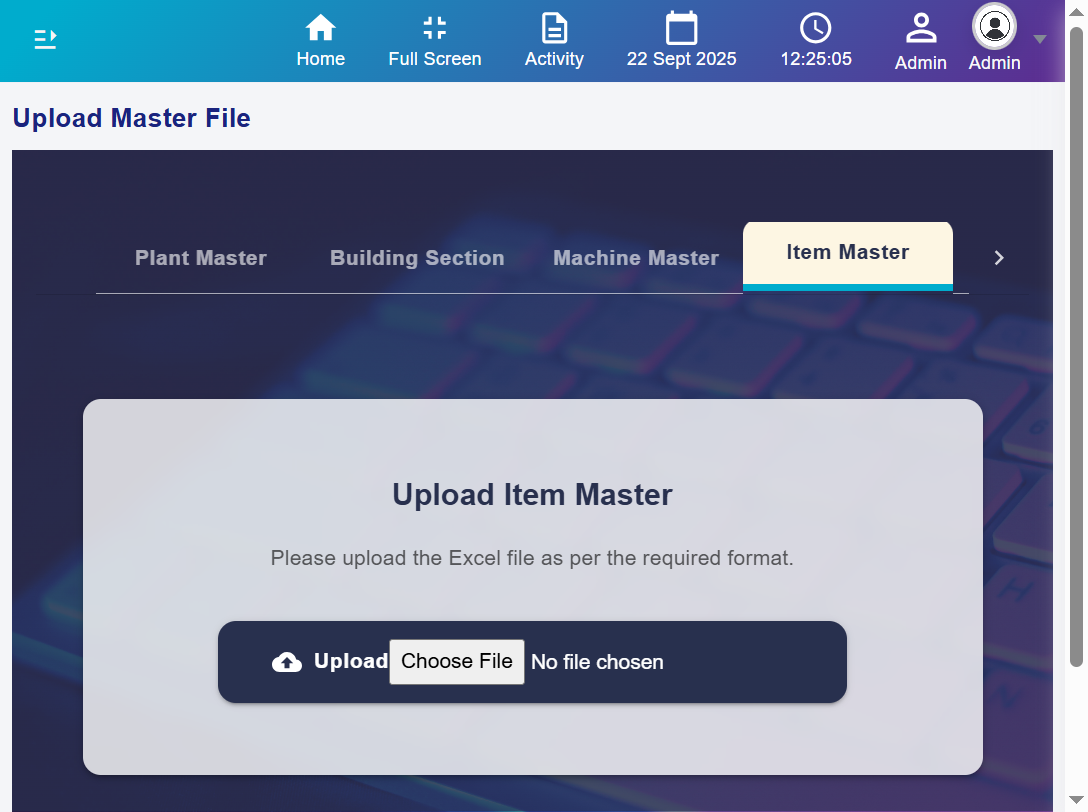 Home
Full Screen
Activity
22 Sept 2025
12:25:05
Admin
Admin
Upload Master File
Plant Master
Building Section
Machine Master
Item Master
Upload Item Master
Please upload the Excel file as per the required format.
Upload Choose File No file chosen